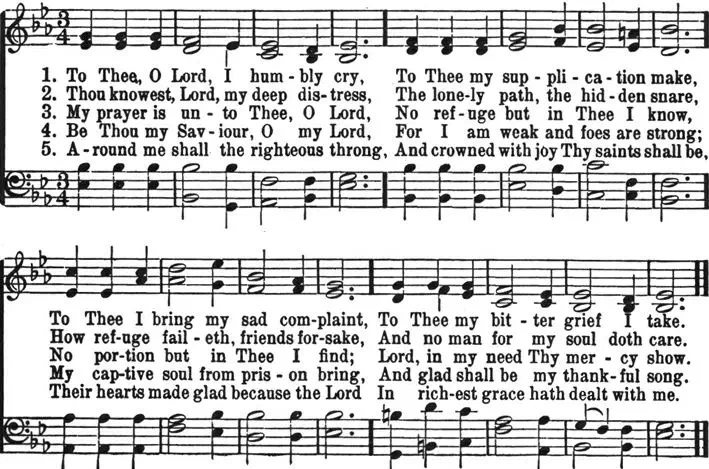 3 4
1. To Thee, O Lord, I hum - bly cry, To Thee my sup - pli - ca - tion make,
2. Thou knowest, Lord, my deep dis - tress, The lone - ly path, the hid - den snare,
3. My prayer is un - to Thee, O Lord, No ref - uge but in Thee I know,
4. Be Thou my Sav - iour, O my Lord, For I am weak and foes are strong;
5. A - round me shall the righteous throng, And crowned with joy Thy saints shall be,
3 4
To Thee I bring my sad com - plaint, To Thee my bit - ter grief I take.
How ref - uge fail - eth, friends for - sake, And no man for my soul doth care.
No por - tion but in Thee I find; Lord, in my need Thy mer - cy show.
My cap - tive soul from pris - on bring, And glad shall be my thank - ful song.
Their hearts made glad because the Lord In rich - est grace hath dealt with me.